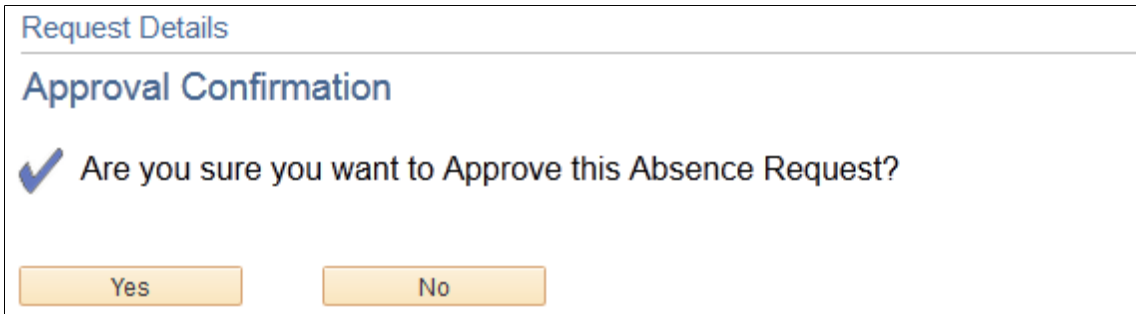 Request Details
Approval Confirmation
Are you sure you want to Approve this Absence Request?
Yes No